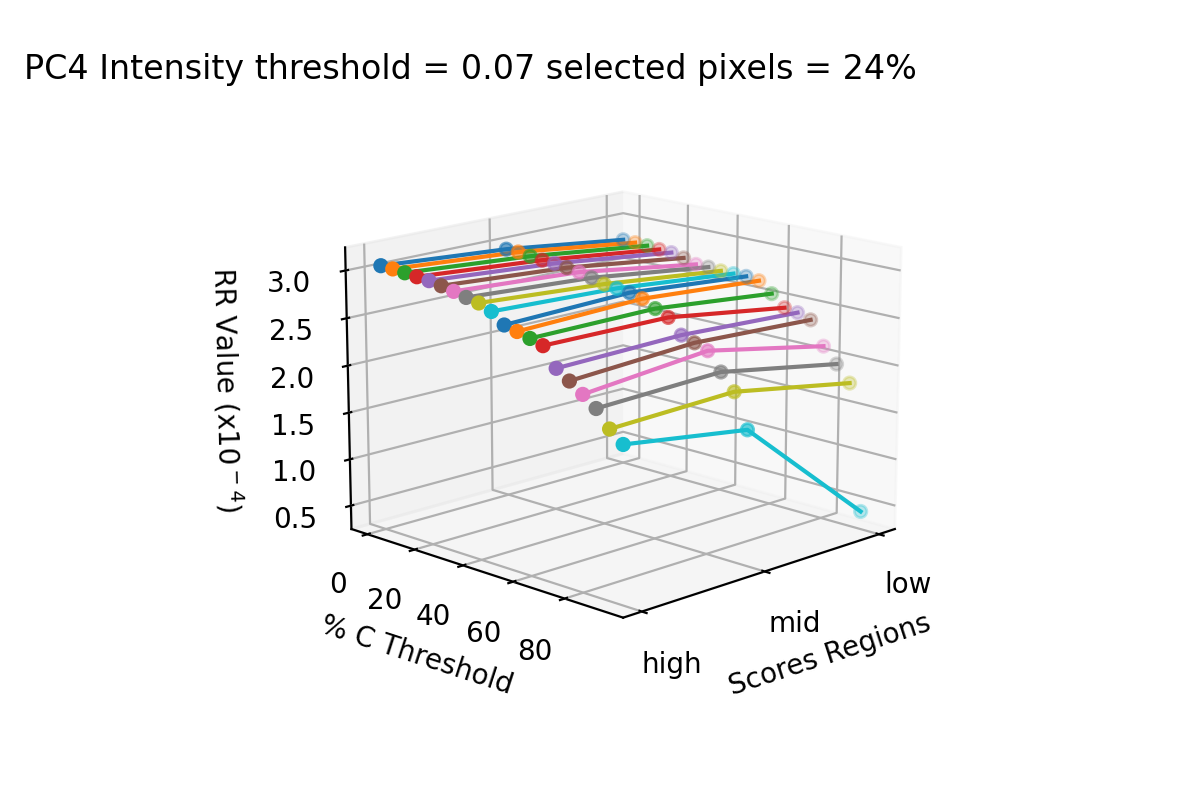 PC4 Intensity threshold = 0.07 selected pixels = 24%
3.0
2.5
2.0
1.5
1.0
0.5
RR Value (x10⁻⁴)
0
20
40
60
80
% C Threshold
high
mid
low
Scores Regions